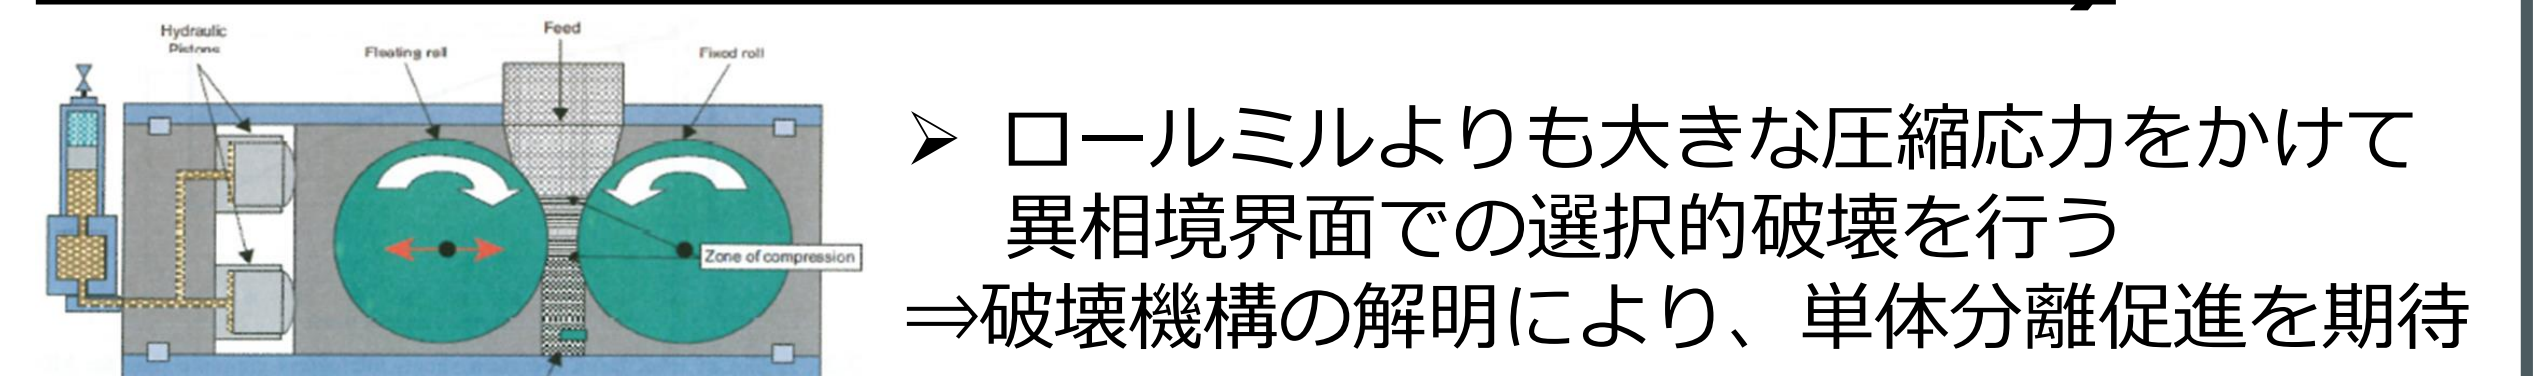 Hydraulic
Pistons
Floating roll
Feed
Fixed roll
Zone of compression
➢ ロールミルよりも大きな圧縮応力をかけて
異相境界面での選択的破壊を行う
⇒破壊機構の解明により、単体分離促進を期待